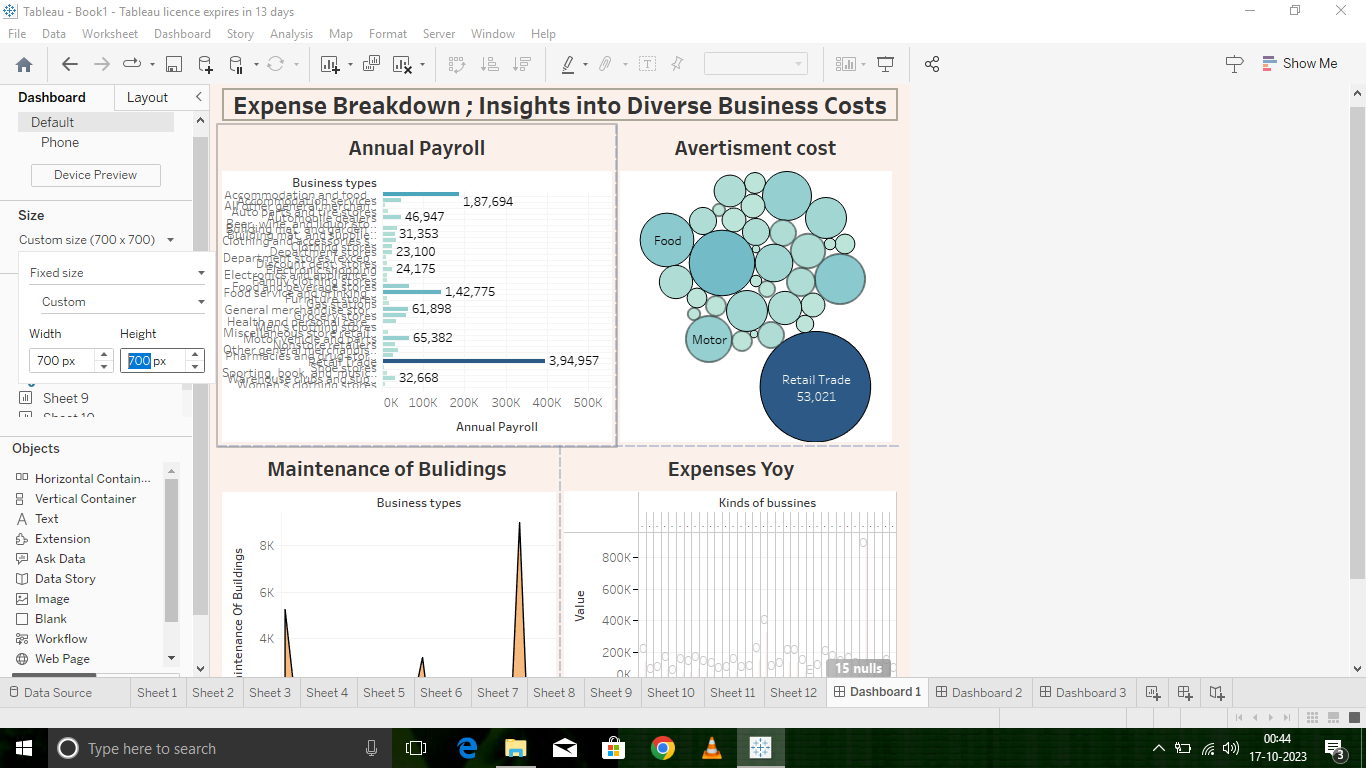 Tableau - Book1 - Tableau licence expires in 13 days
File Data Worksheet Dashboard Story Analysis Map Format Server Window Help
Show Me
Dashboard Layout
Default
Phone
Device Preview
Size
Custom size (700 x 700)
Fixed size
Custom
Width Height
700 px 700 px
Sheet 9
Sheet 10
Objects
Horizontal Contain...
Vertical Container
Text
Extension
Ask Data
Data Story
Image
Blank
Workflow
Web Page
Expense Breakdown ; Insights into Diverse Business Costs
Annual Payroll
Business types
Accommodation and food..
Accommodation services
All other general merchan..
Auto parts and tire stores
Automobile dealers
Beer, wine, and liquor sto..
Building mat. and garden ..
Building mat. and supplie..
Clothing and accessories s..
Clothing stores
Department stores
Department stores (excep..
Discount dept. stores
Electronic shopping
Electronics and appliance ..
Family clothing stores
Food and beverage stores
Food service and drinking..
Furniture stores
Gas stations
General merchandise stor..
Grocery stores
Health and personal care ..
Men's clothing stores
Miscellaneous store retail..
Motor vehicle and parts
Nonstore retailers
Other general merchandis..
Pharmacies and drug stor..
Retail Trade
Shoe stores
Sporting, book, and music..
Warehouse clubs and sup..
Women's clothing stores
1,87,694
46,947
31,353
23,100
24,175
1,42,775
61,898
65,382
3,94,957
32,668
0K 100K 200K 300K 400K 500K
Annual Payroll
Avertisment cost
Food
Motor
Retail Trade
53,021
Maintenance of Bulidings
Business types
8K
6K
4K
intenance Of Buildings
Expenses Yoy
Kinds of bussines
800K
600K
400K
200K
0K
Value
15 nulls
Data Source Sheet 1 Sheet 2 Sheet 3 Sheet 4 Sheet 5 Sheet 6 Sheet 7 Sheet 8 Sheet 9 Sheet 10 Sheet 11 Sheet 12 Dashboard 1 Dashboard 2 Dashboard 3
Type here to search
00:44
17-10-2023
3